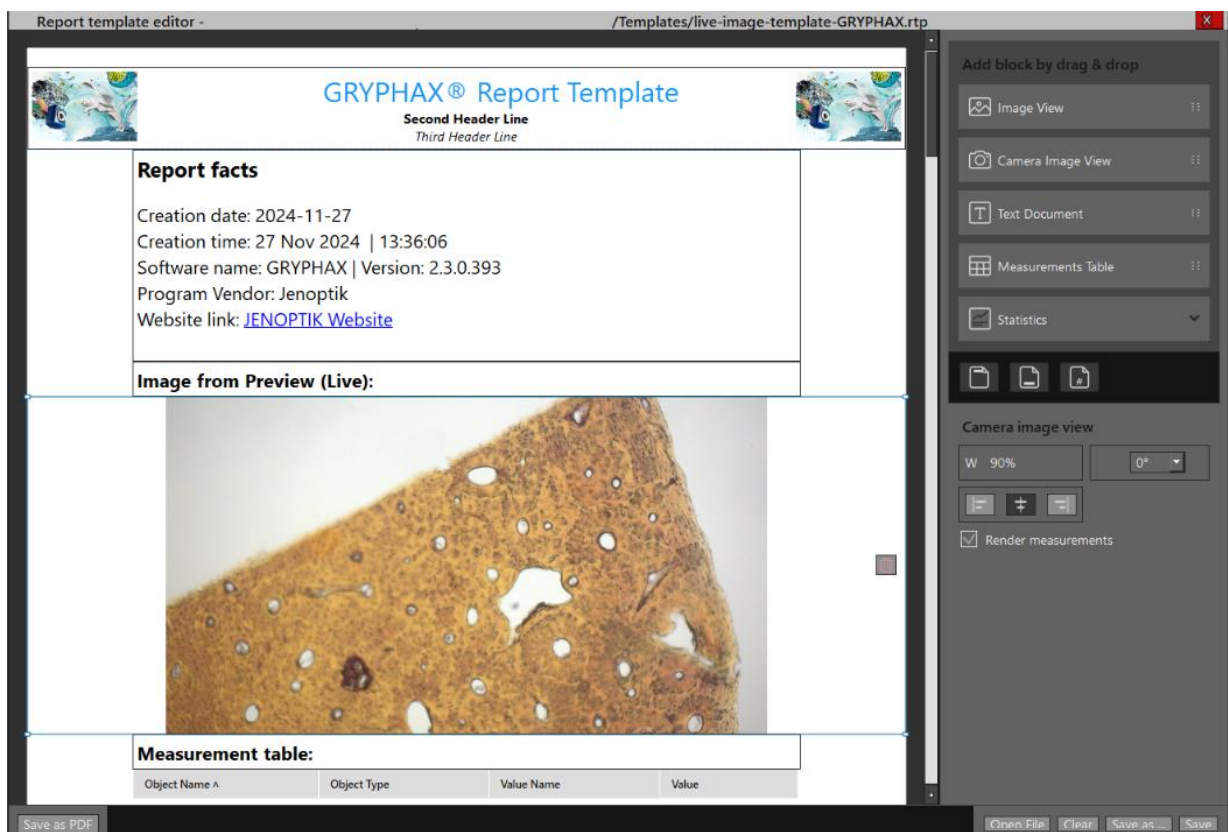 Report template editor - /Templates/live-image-template-GRYPHAX.rtp
X
GRYPHAX® Report Template
Second Header Line
Third Header Line
Report facts
Creation date: 2024-11-27
Creation time: 27 Nov 2024 | 13:36:06
Software name: GRYPHAX | Version: 2.3.0.393
Program Vendor: Jenoptik
Website link: JENOPTIK Website
Image from Preview (Live):
Measurement table:
Object Name ˄ Object Type Value Name Value
Add block by drag & drop
Image View
Camera Image View
T Text Document
Measurements Table
Statistics
#
Camera image view
W 90% 0°
Render measurements
Save as PDF Open File Clear Save as ... Save